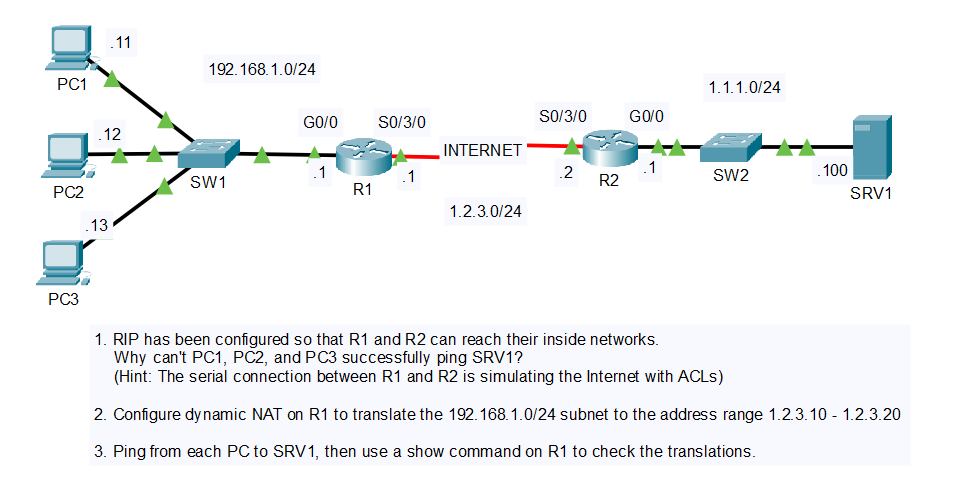 .11
PC1
192.168.1.0/24
1.1.1.0/24
.12
G0/0
S0/3/0
S0/3/0
G0/0
INTERNET
PC2
SW1
.1
R1
.1
.2
R2
.1
SW2
.100
SRV1
.13
1.2.3.0/24
PC3
1. RIP has been configured so that R1 and R2 can reach their inside networks.
Why can't PC1, PC2, and PC3 successfully ping SRV1?
(Hint: The serial connection between R1 and R2 is simulating the Internet with ACLs)
2. Configure dynamic NAT on R1 to translate the 192.168.1.0/24 subnet to the address range 1.2.3.10 - 1.2.3.20
3. Ping from each PC to SRV1, then use a show command on R1 to check the translations.